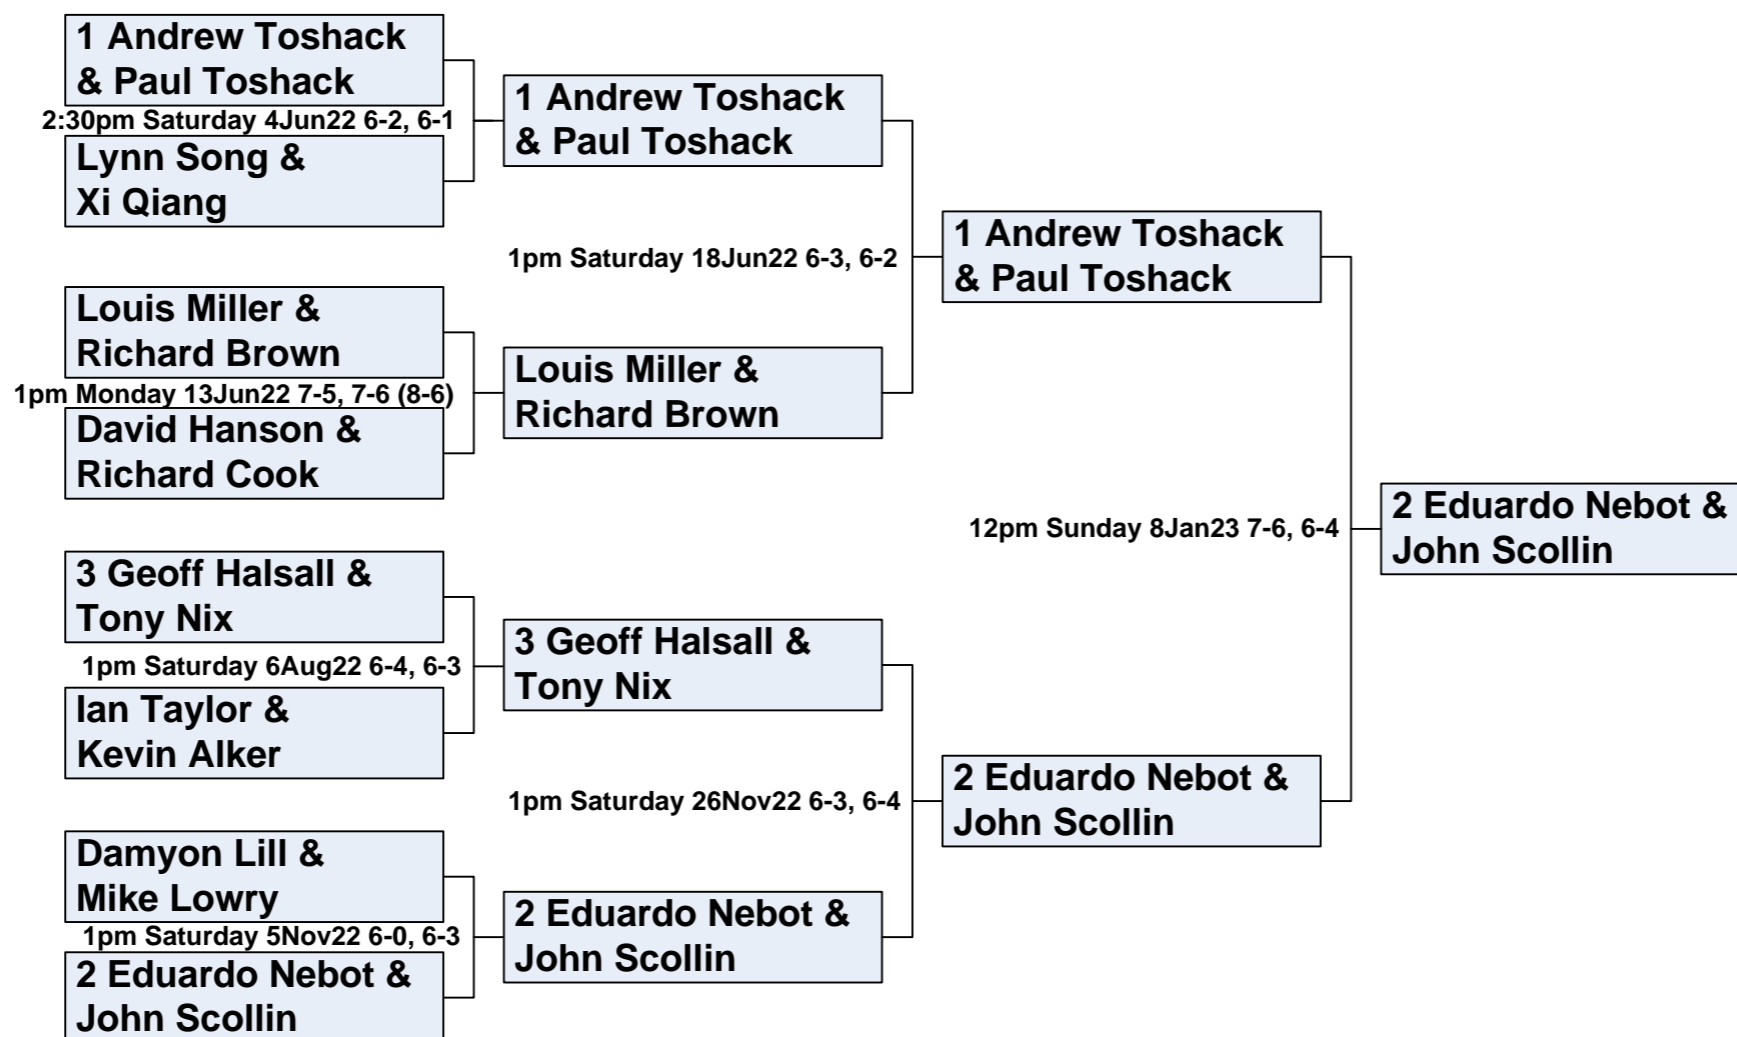 1 Andrew Toshack
& Paul Toshack
2:30pm Saturday 4Jun22 6-2, 6-1
Lynn Song &
Xi Qiang
Louis Miller &
Richard Brown
1pm Monday 13Jun22 7-5, 7-6 (8-6)
David Hanson &
Richard Cook
3 Geoff Halsall &
Tony Nix
1pm Saturday 6Aug22 6-4, 6-3
Ian Taylor &
Kevin Alker
Damyon Lill &
Mike Lowry
1pm Saturday 5Nov22 6-0, 6-3
2 Eduardo Nebot &
John Scollin
1 Andrew Toshack
& Paul Toshack
1pm Saturday 18Jun22 6-3, 6-2
Louis Miller &
Richard Brown
3 Geoff Halsall &
Tony Nix
1pm Saturday 26Nov22 6-3, 6-4
2 Eduardo Nebot &
John Scollin
1 Andrew Toshack
& Paul Toshack
12pm Sunday 8Jan23 7-6, 6-4
2 Eduardo Nebot &
John Scollin
2 Eduardo Nebot &
John Scollin